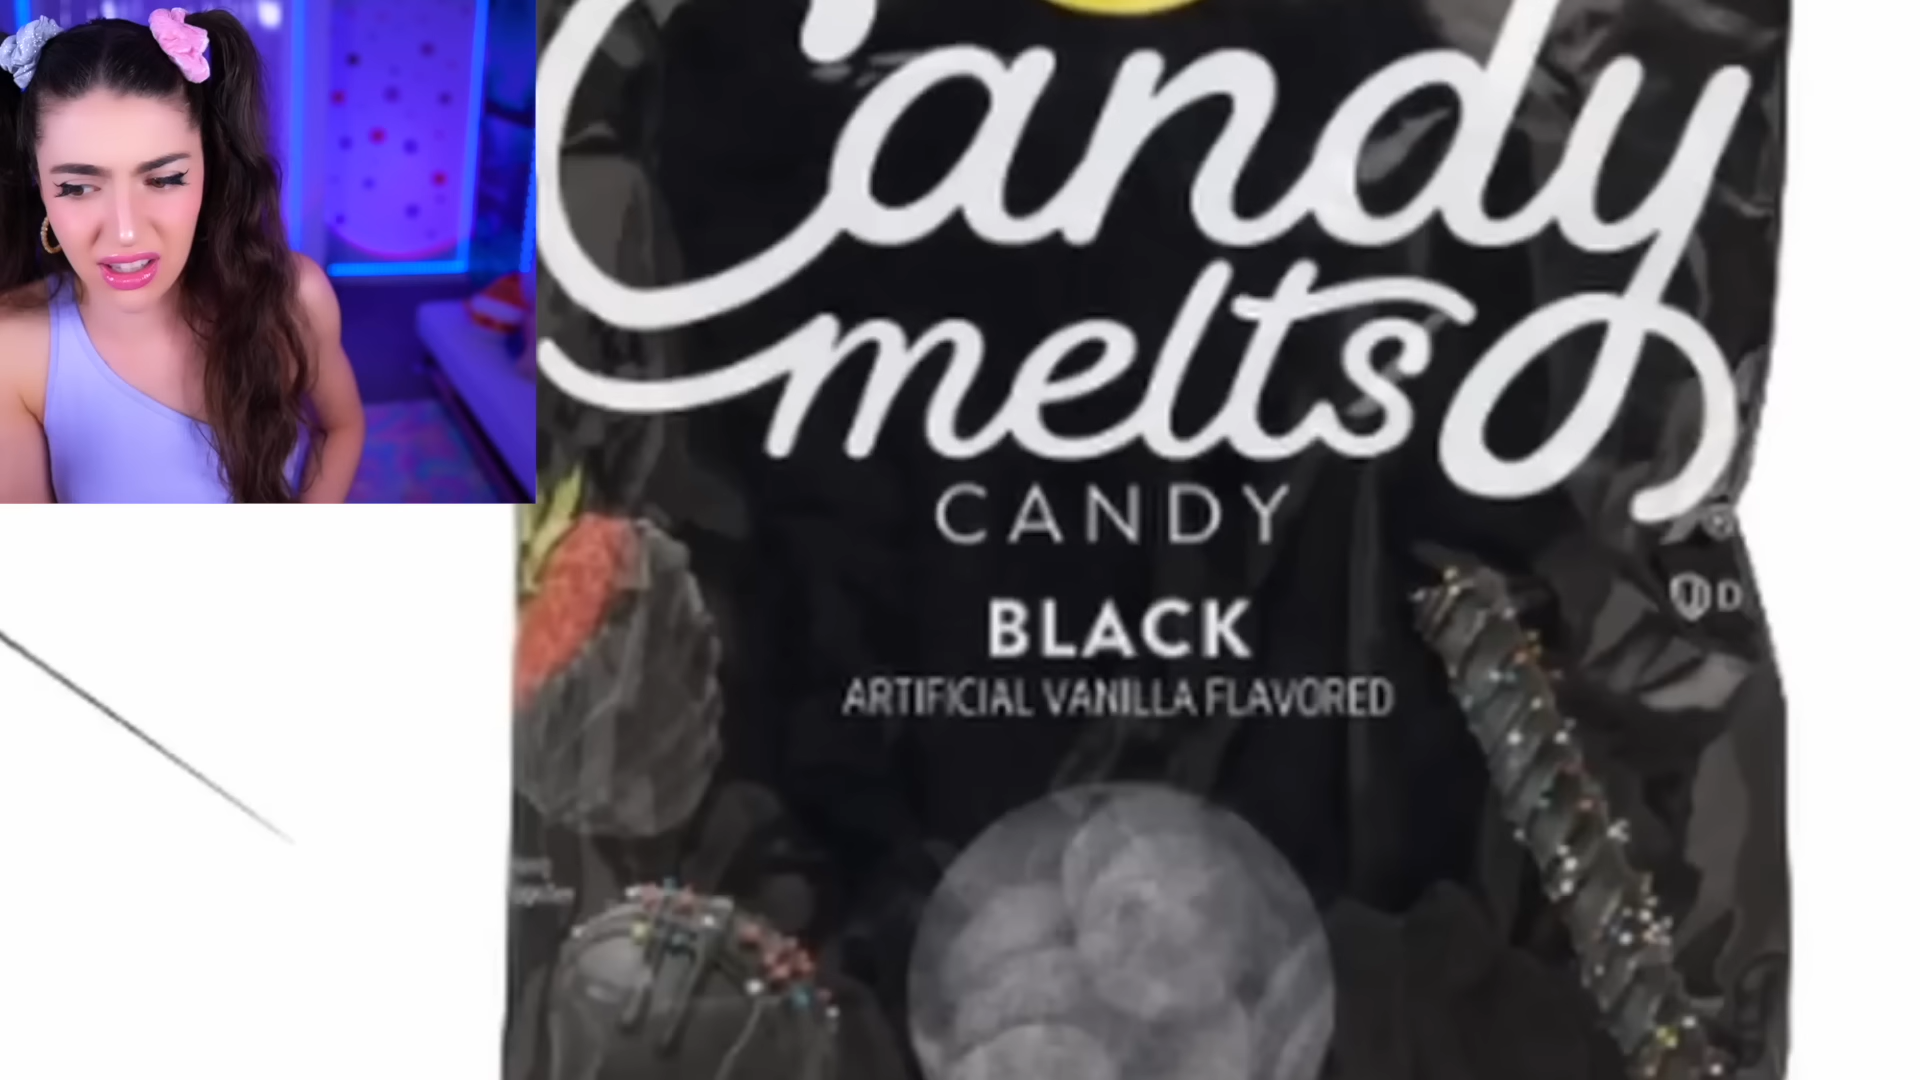 Candy
melts
®
CANDY
D
BLACK
ARTIFICIAL VANILLA FLAVORED